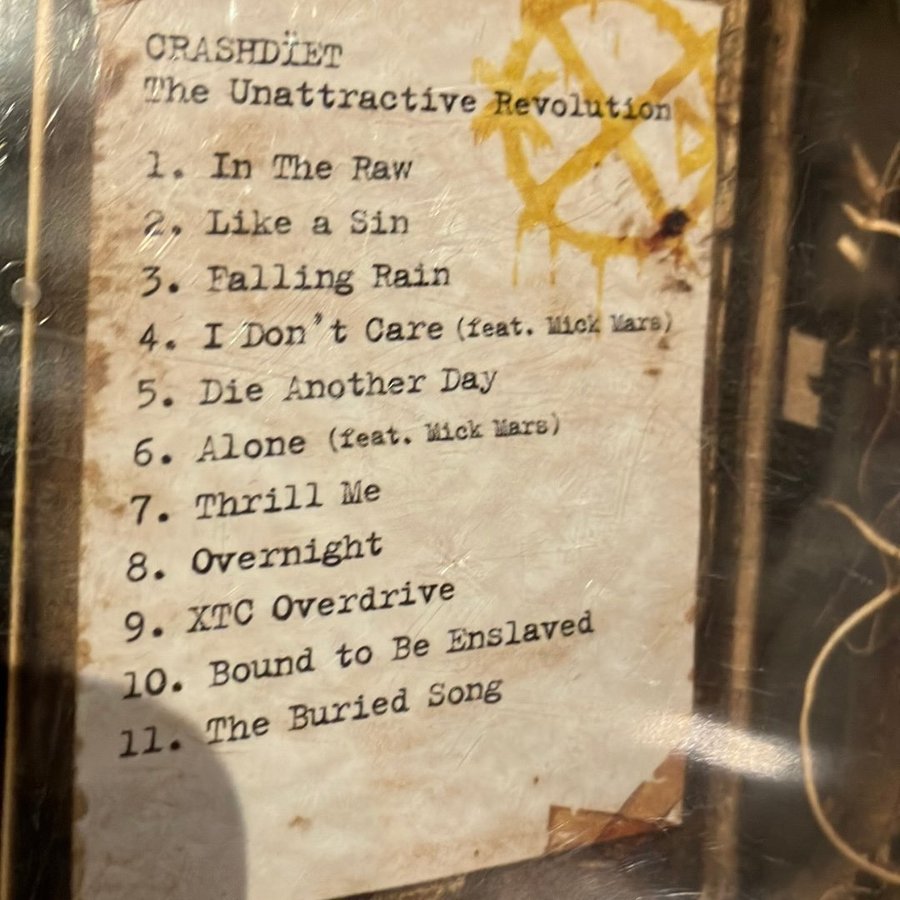 CRASHDÏET
The Unattractive Revolution
1. In The Raw
2. Like a Sin
3. Falling Rain
4. I Don't Care (feat. Mick Mars)
5. Die Another Day
6. Alone (feat. Mick Mars)
7. Thrill Me
8. Overnight
9. XTC Overdrive
10. Bound to Be Enslaved
11. The Buried Song